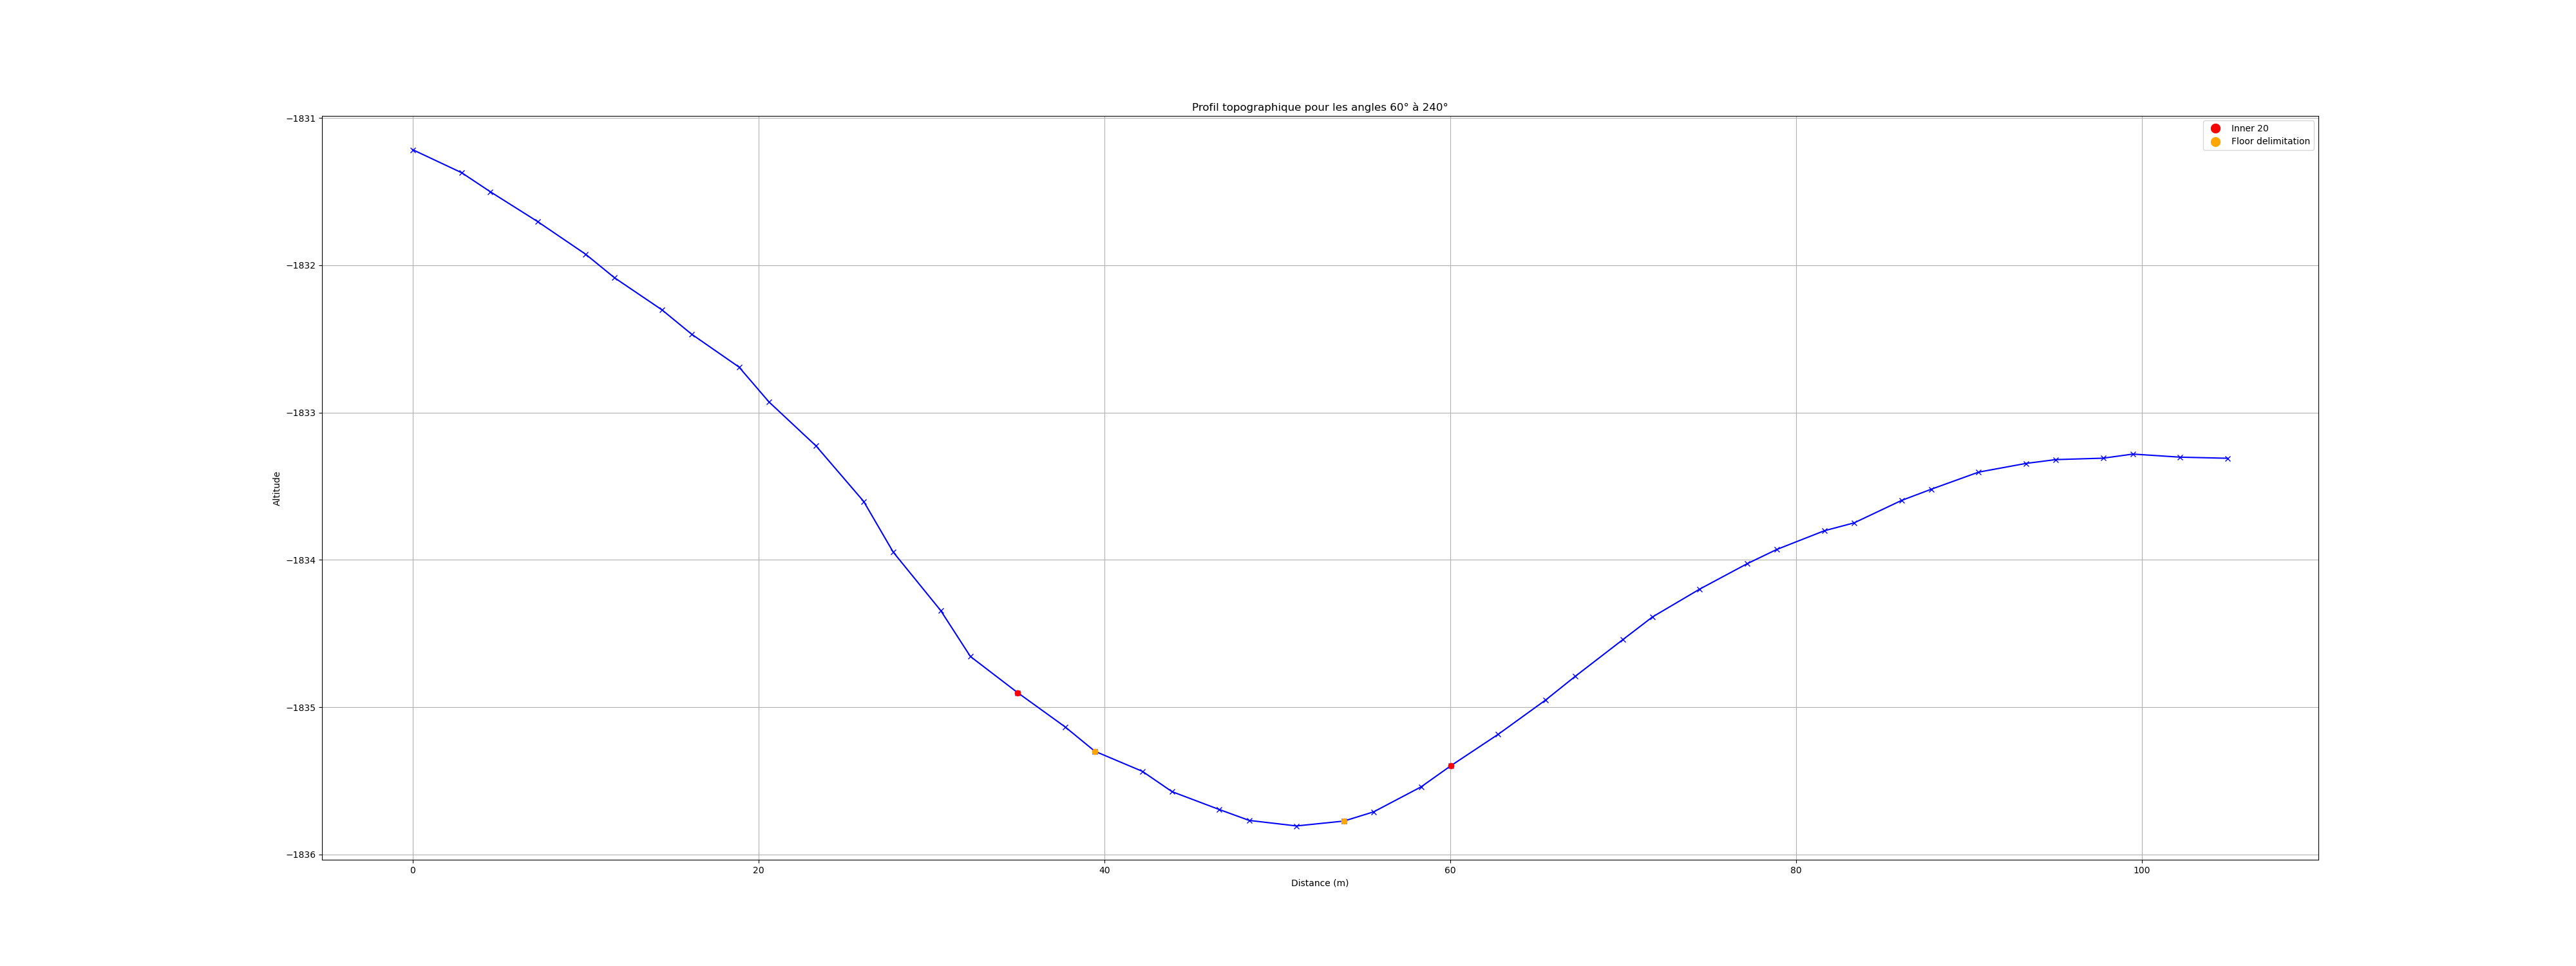 Profil topographique pour les angles 60° à 240°
Inner 20
Floor delimitation
−1831
−1832
−1833
−1834
−1835
−1836
Altitude
0
20
40
60
80
100
Distance (m)